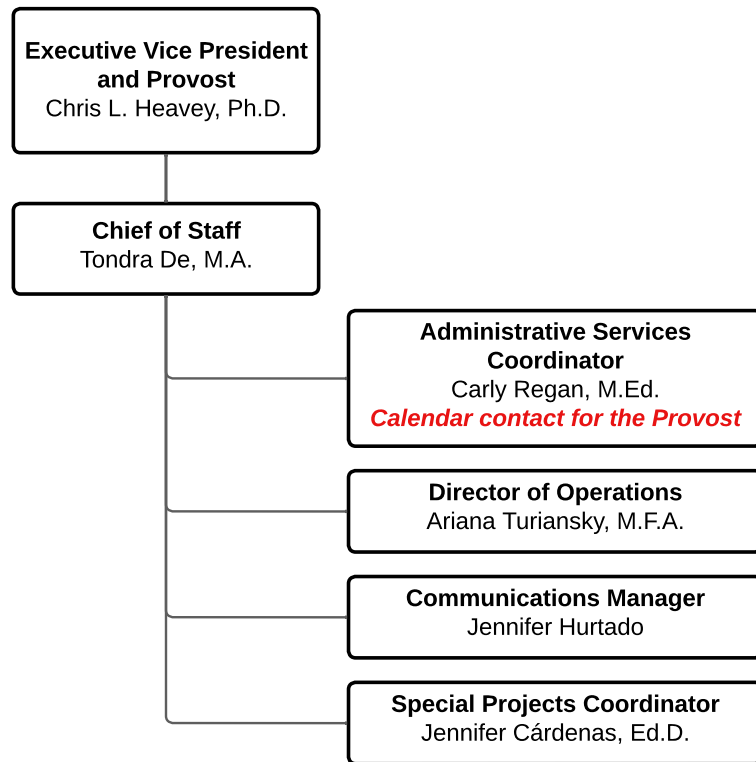 Executive Vice President
and Provost
Chris L. Heavey, Ph.D.
Chief of Staff
Tondra De, M.A.
Administrative Services
Coordinator
Carly Regan, M.Ed.
Calendar contact for the Provost
Director of Operations
Ariana Turiansky, M.F.A.
Communications Manager
Jennifer Hurtado
Special Projects Coordinator
Jennifer Cárdenas, Ed.D.